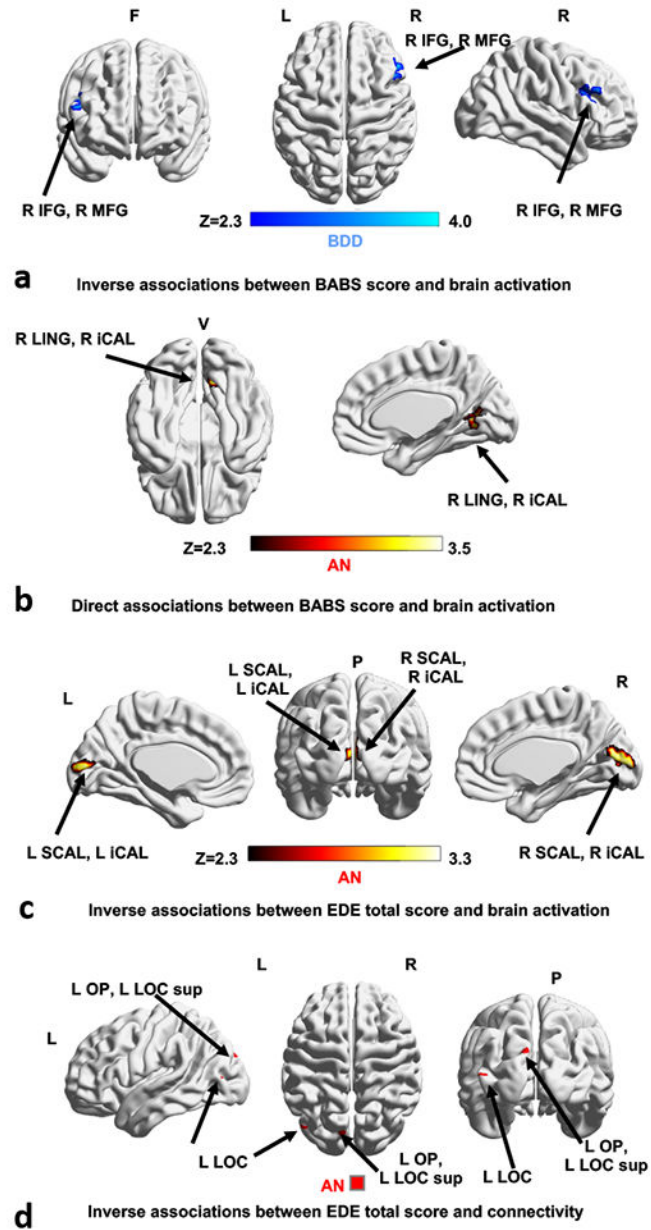 F
L
R
R
R IFG, R MFG
R IFG, R MFG
R IFG, R MFG
Z=2.3
4.0
BDD
a Inverse associations between BABS score and brain activation
V
R LING, R iCAL
R LING, R iCAL
Z=2.3
3.5
AN
b Direct associations between BABS score and brain activation
P
L
L SCAL,
L iCAL
R SCAL,
R iCAL
R
L SCAL, L iCAL
Z=2.3
3.3
R SCAL, R iCAL
AN
c Inverse associations between EDE total score and brain activation
L
R
P
L OP, L LOC sup
L
L LOC
L OP,
L LOC sup
L LOC
L OP,
L LOC sup
AN
d Inverse associations between EDE total score and connectivity